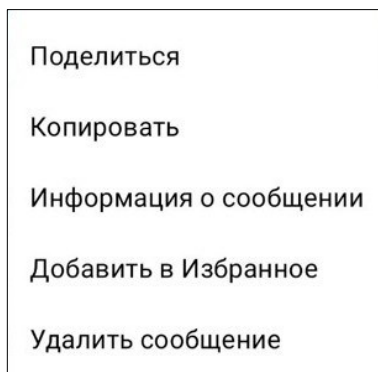 Поделиться
Копировать
Информация о сообщении
Добавить в Избранное
Удалить сообщение